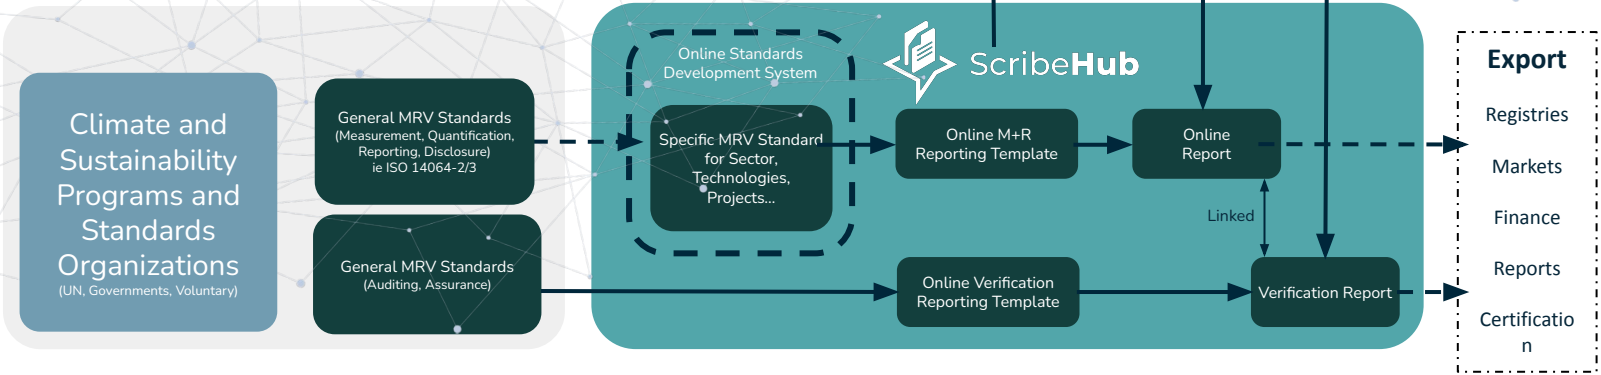 Climate and
Sustainability
Programs and
Standards
Organizations
(UN, Governments, Voluntary)
General MRV Standards
(Measurement, Quantification,
Reporting, Disclosure)
ie ISO 14064-2/3
General MRV Standards
(Auditing, Assurance)
Online Standards
Development System
Specific MRV Standard
for Sector,
Technologies,
Projects...
ScribeHub
Online M+R
Reporting Template
Online
Report
Linked
Online Verification
Reporting Template
Verification Report
Export
Registries
Markets
Finance
Reports
Certificatio
n